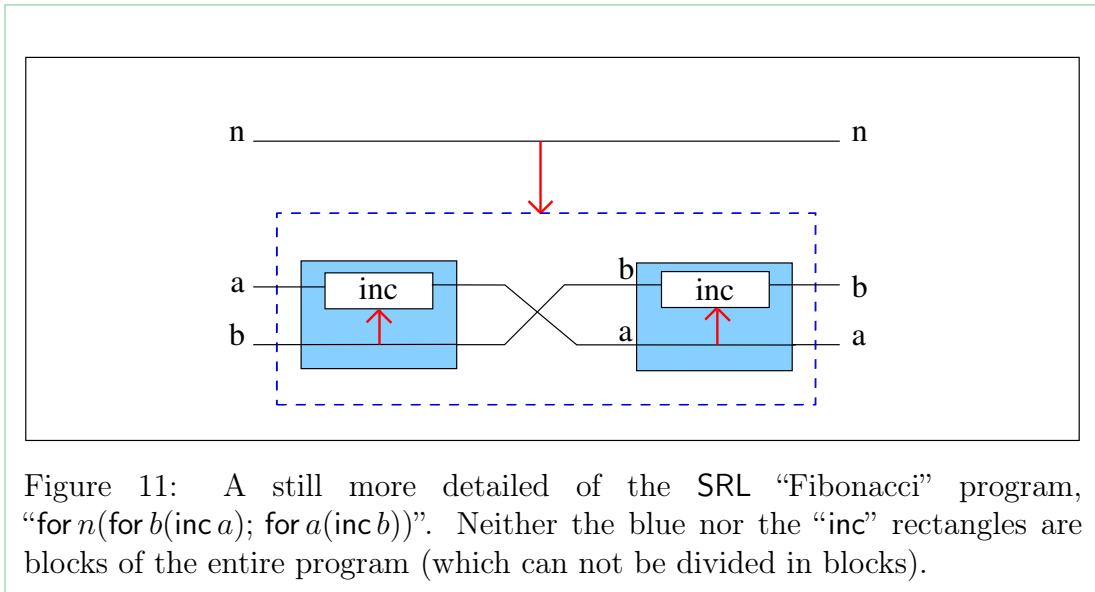 n n
a inc b inc b
b a a
Figure 11: A still more detailed of the SRL “Fibonacci” program,
“for n(for b(inc a); for a(inc b))”. Neither the blue nor the “inc” rectangles are
blocks of the entire program (which can not be divided in blocks).